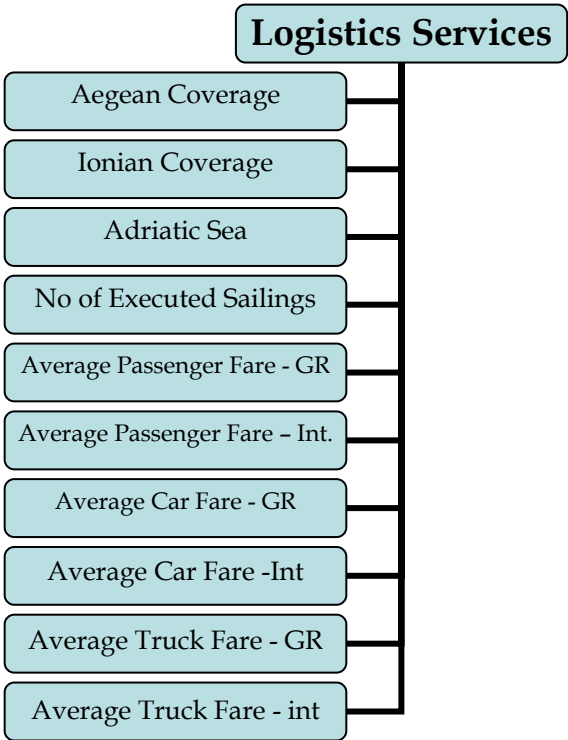 Logistics Services
Aegean Coverage
Ionian Coverage
Adriatic Sea
No of Executed Sailings
Average Passenger Fare - GR
Average Passenger Fare – Int.
Average Car Fare - GR
Average Car Fare -Int
Average Truck Fare - GR
Average Truck Fare - int